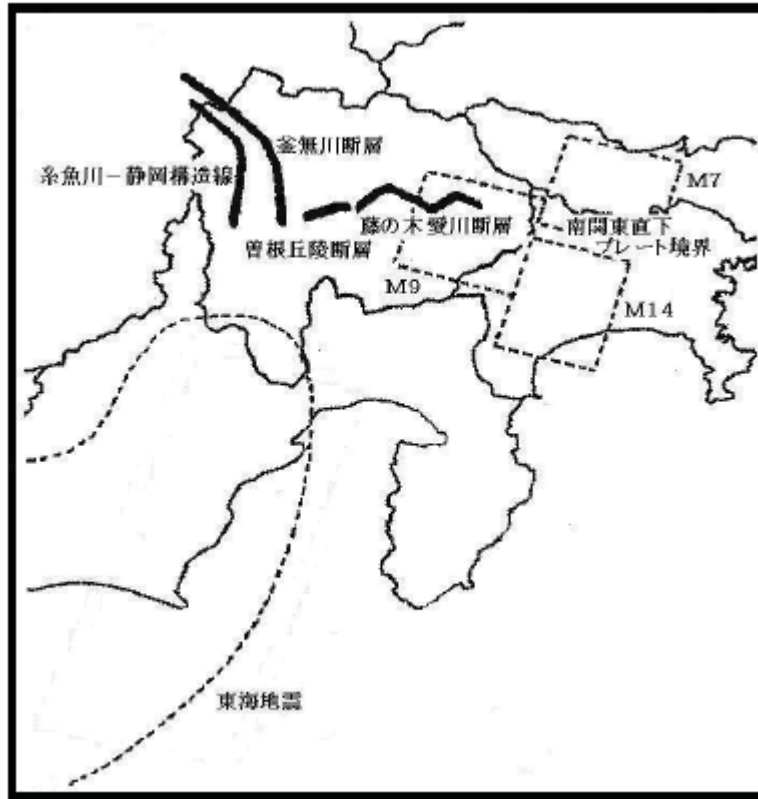 釜無川断層
糸魚川－静岡構造線
M7
藤の木愛川断層
南関東直下
プレート境界
曽根丘陵断層
M9
M14
東海地震